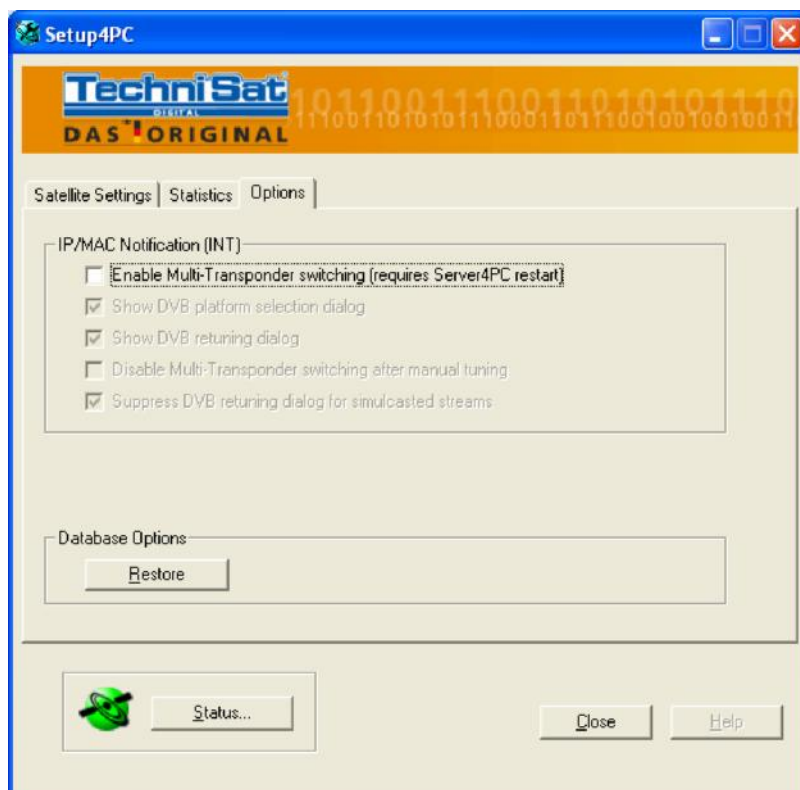 Setup4PC
TechniSat
DIGITAL
DAS ORIGINAL
Satellite Settings
Statistics
Options
IP/MAC Notification (INT)
Enable Multi-Transponder switching (requires Server4PC restart)
Show DVB platform selection dialog
Show DVB retuning dialog
Disable Multi-Transponder switching after manual tuning
Suppress DVB retuning dialog for simulcasted streams
Database Options
Restore
Status...
Close
Help